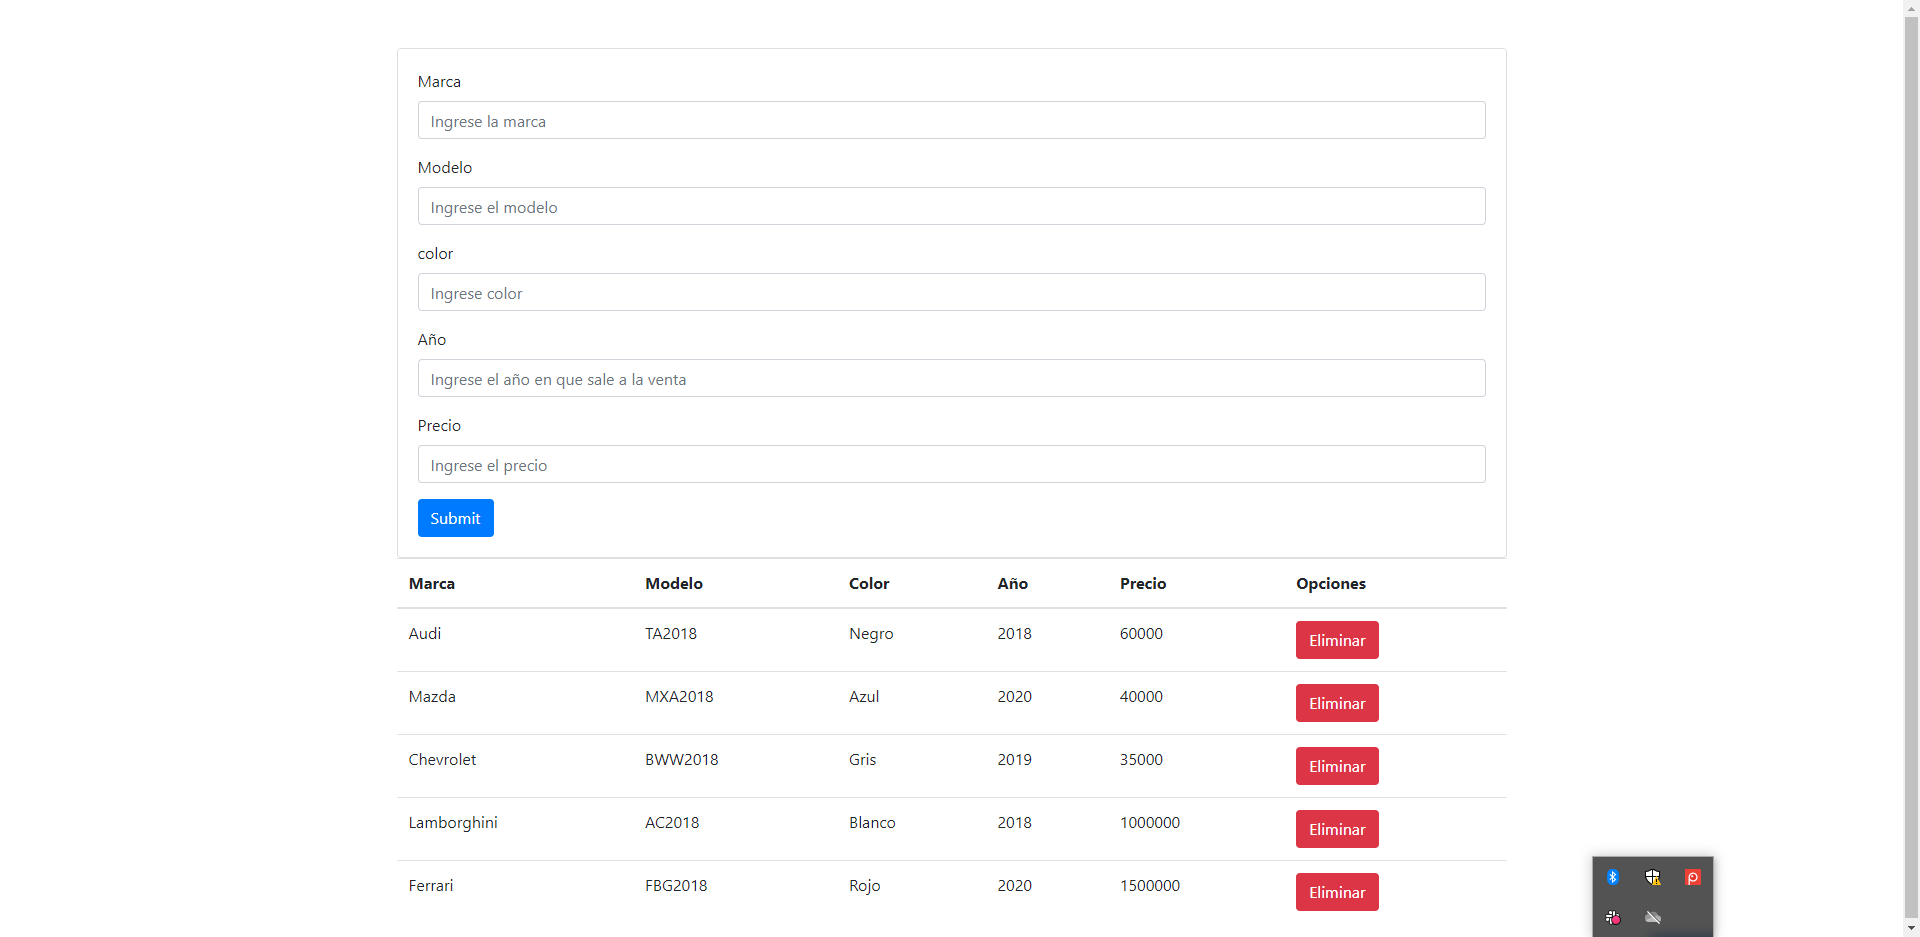 Marca
Ingrese la marca
Modelo
Ingrese el modelo
color
Ingrese color
Año
Ingrese el año en que sale a la venta
Precio
Ingrese el precio
Submit
Marca Modelo Color Año Precio Opciones
Audi TA2018 Negro 2018 60000 Eliminar
Mazda MXA2018 Azul 2020 40000 Eliminar
Chevrolet BWW2018 Gris 2019 35000 Eliminar
Lamborghini AC2018 Blanco 2018 1000000 Eliminar
Ferrari FBG2018 Rojo 2020 1500000 Eliminar